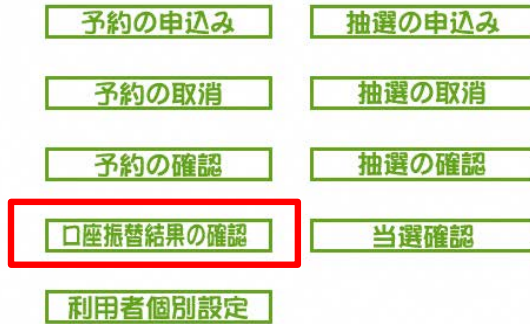 予約の申込み
抽選の申込み
予約の取消
抽選の取消
予約の確認
抽選の確認
口座振替結果の確認
当選確認
利用者個別設定